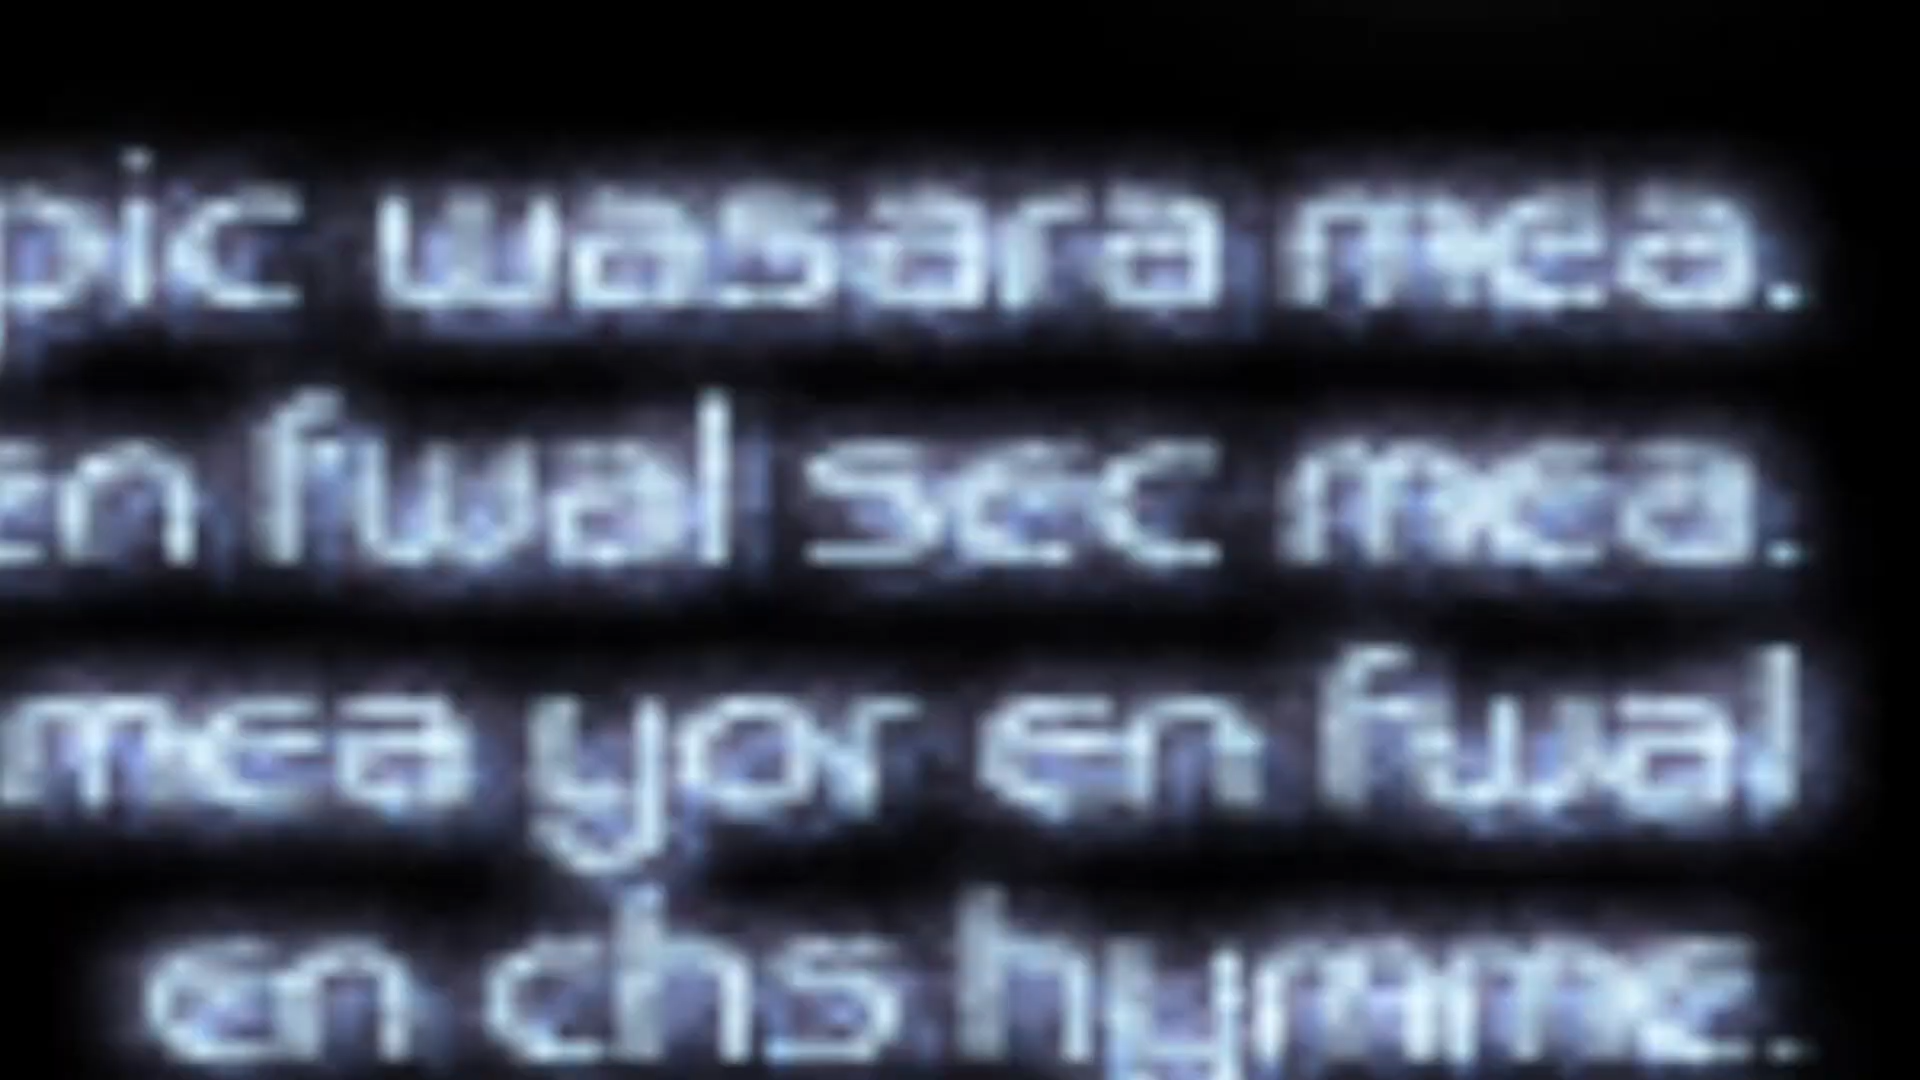 pic wasara mea.
en fwal sec mea.
mea yor en fwal
en chs hymme.